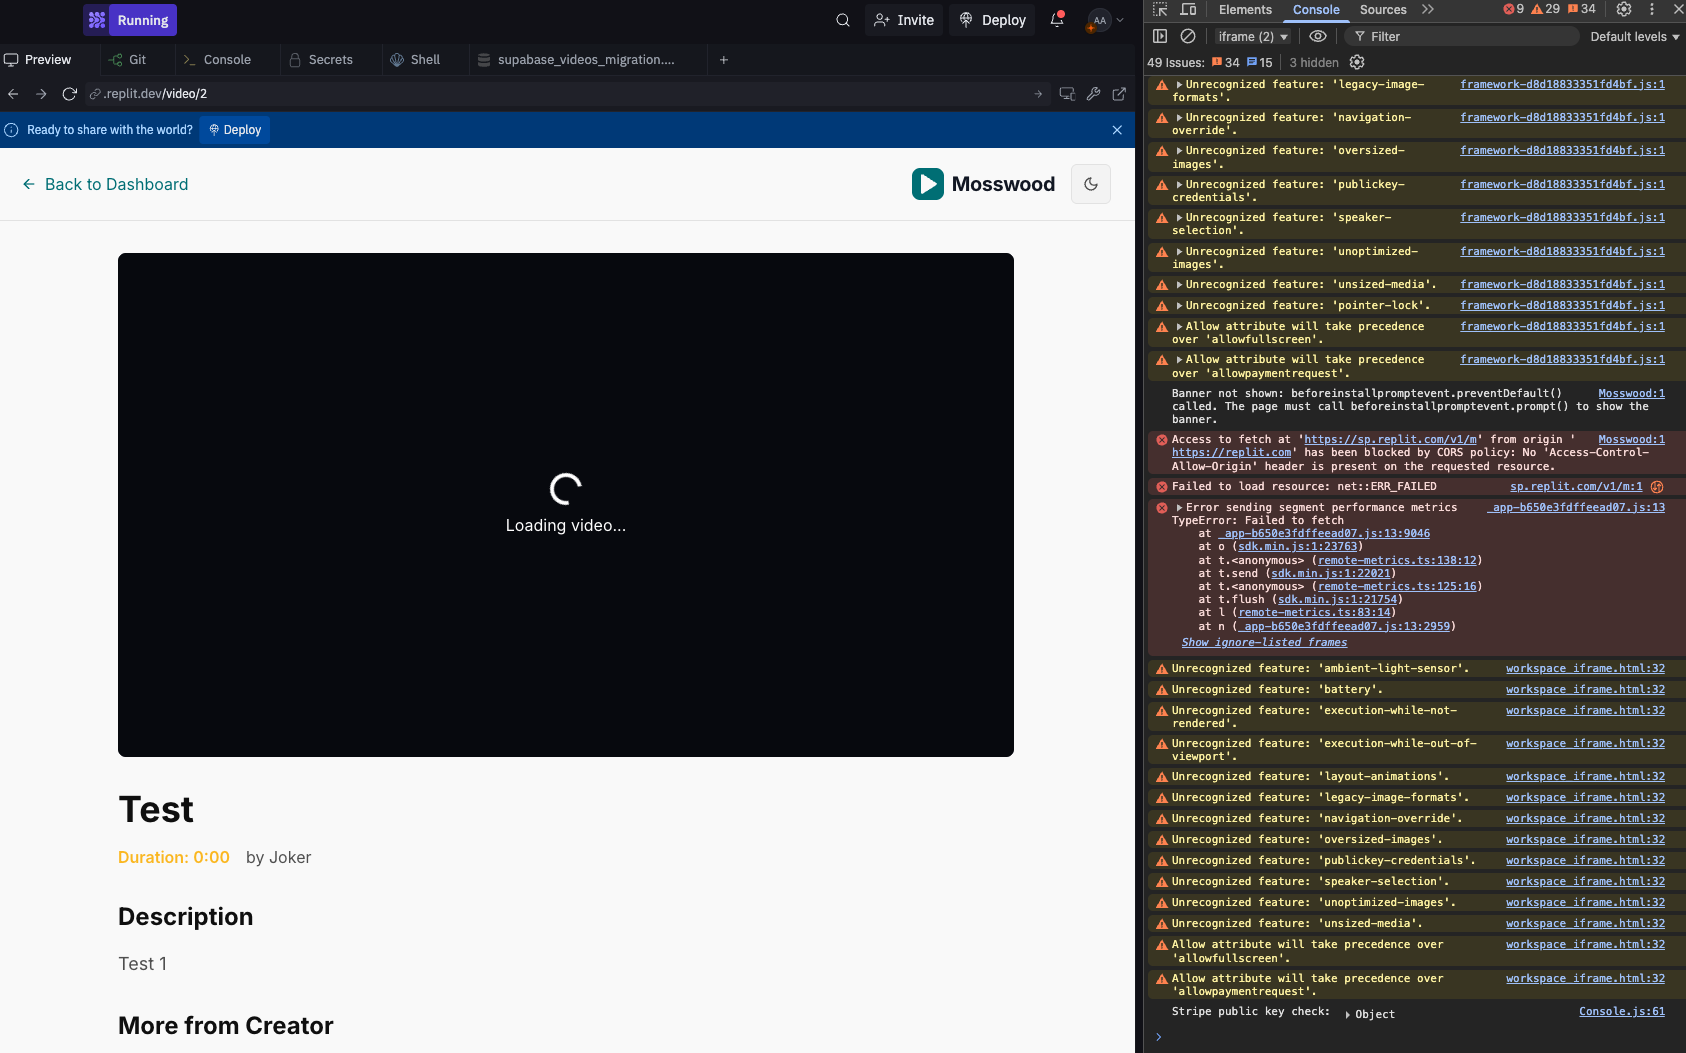 Running
Invite
Deploy
AA
Preview
Git
Console
Secrets
Shell
supabase_videos_migration....
.replit.dev/video/2
Ready to share with the world?
Deploy
Back to Dashboard
Mosswood
Loading video...
Test
Duration: 0:00 by Joker
Description
Test 1
More from Creator
Elements
Console
Sources
9
29
34
iframe (2)
Filter
Default levels
49 Issues: 34 15 3 hidden
Unrecognized feature: 'legacy-image- framework-d8d18833351fd4bf.js:1
formats'.
Unrecognized feature: 'navigation- framework-d8d18833351fd4bf.js:1
override'.
Unrecognized feature: 'oversized- framework-d8d18833351fd4bf.js:1
images'.
Unrecognized feature: 'publickey- framework-d8d18833351fd4bf.js:1
credentials'.
Unrecognized feature: 'speaker- framework-d8d18833351fd4bf.js:1
selection'.
Unrecognized feature: 'unoptimized- framework-d8d18833351fd4bf.js:1
images'.
Unrecognized feature: 'unsized-media'. framework-d8d18833351fd4bf.js:1
Unrecognized feature: 'pointer-lock'. framework-d8d18833351fd4bf.js:1
Allow attribute will take precedence framework-d8d18833351fd4bf.js:1
over 'allowfullscreen'.
Allow attribute will take precedence framework-d8d18833351fd4bf.js:1
over 'allowpaymentrequest'.
Banner not shown: beforeinstallpromptevent.preventDefault() Mosswood:1
called. The page must call beforeinstallpromptevent.prompt() to show the
banner.
Access to fetch at 'https://sp.replit.com/v1/m' from origin ' Mosswood:1
https://replit.com' has been blocked by CORS policy: No 'Access-Control-
Allow-Origin' header is present on the requested resource.
Failed to load resource: net::ERR_FAILED sp.replit.com/v1/m:1
Error sending segment performance metrics _app-b650e3fdffeead07.js:13
TypeError: Failed to fetch
at _app-b650e3fdffeead07.js:13:9046
at o (sdk.min.js:1:23763)
at t.<anonymous> (remote-metrics.ts:138:12)
at t.send (sdk.min.js:1:22021)
at t.<anonymous> (remote-metrics.ts:125:16)
at t.flush (sdk.min.js:1:21754)
at l (remote-metrics.ts:83:14)
at n (_app-b650e3fdffeead07.js:13:2959)
Show ignore-listed frames
Unrecognized feature: 'ambient-light-sensor'. workspace_iframe.html:32
Unrecognized feature: 'battery'. workspace_iframe.html:32
Unrecognized feature: 'execution-while-not- workspace_iframe.html:32
rendered'.
Unrecognized feature: 'execution-while-out-of- workspace_iframe.html:32
viewport'.
Unrecognized feature: 'layout-animations'. workspace_iframe.html:32
Unrecognized feature: 'legacy-image-formats'. workspace_iframe.html:32
Unrecognized feature: 'navigation-override'. workspace_iframe.html:32
Unrecognized feature: 'oversized-images'. workspace_iframe.html:32
Unrecognized feature: 'publickey-credentials'. workspace_iframe.html:32
Unrecognized feature: 'speaker-selection'. workspace_iframe.html:32
Unrecognized feature: 'unoptimized-images'. workspace_iframe.html:32
Unrecognized feature: 'unsized-media'. workspace_iframe.html:32
Allow attribute will take precedence over workspace_iframe.html:32
'allowfullscreen'.
Allow attribute will take precedence over workspace_iframe.html:32
'allowpaymentrequest'.
Stripe public key check: Object Console.js:61